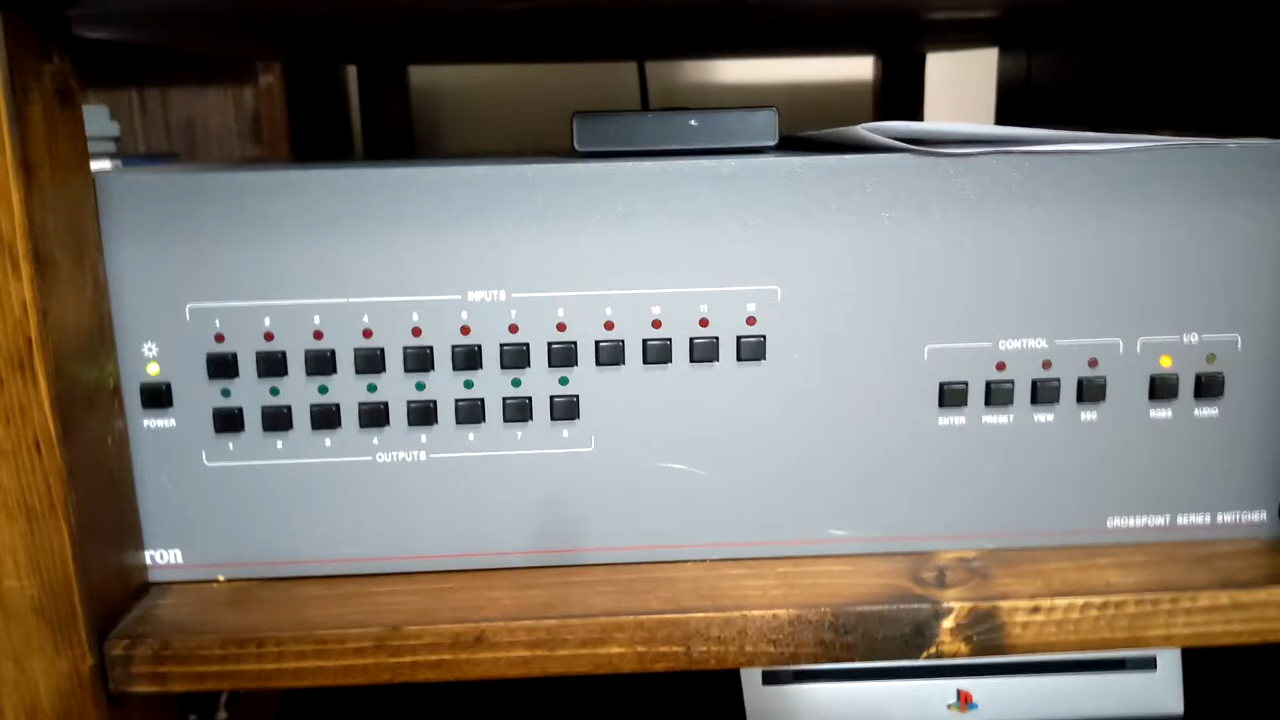 INPUTS
1 2 3 4 5 6 7 8 9 10 11 12
POWER
1 2 3 4 5 6 7 8
OUTPUTS
CONTROL
ENTER PRESET VIEW ESC
I/O
RGBS AUDIO
ron
CROSSPOINT SERIES SWITCHER